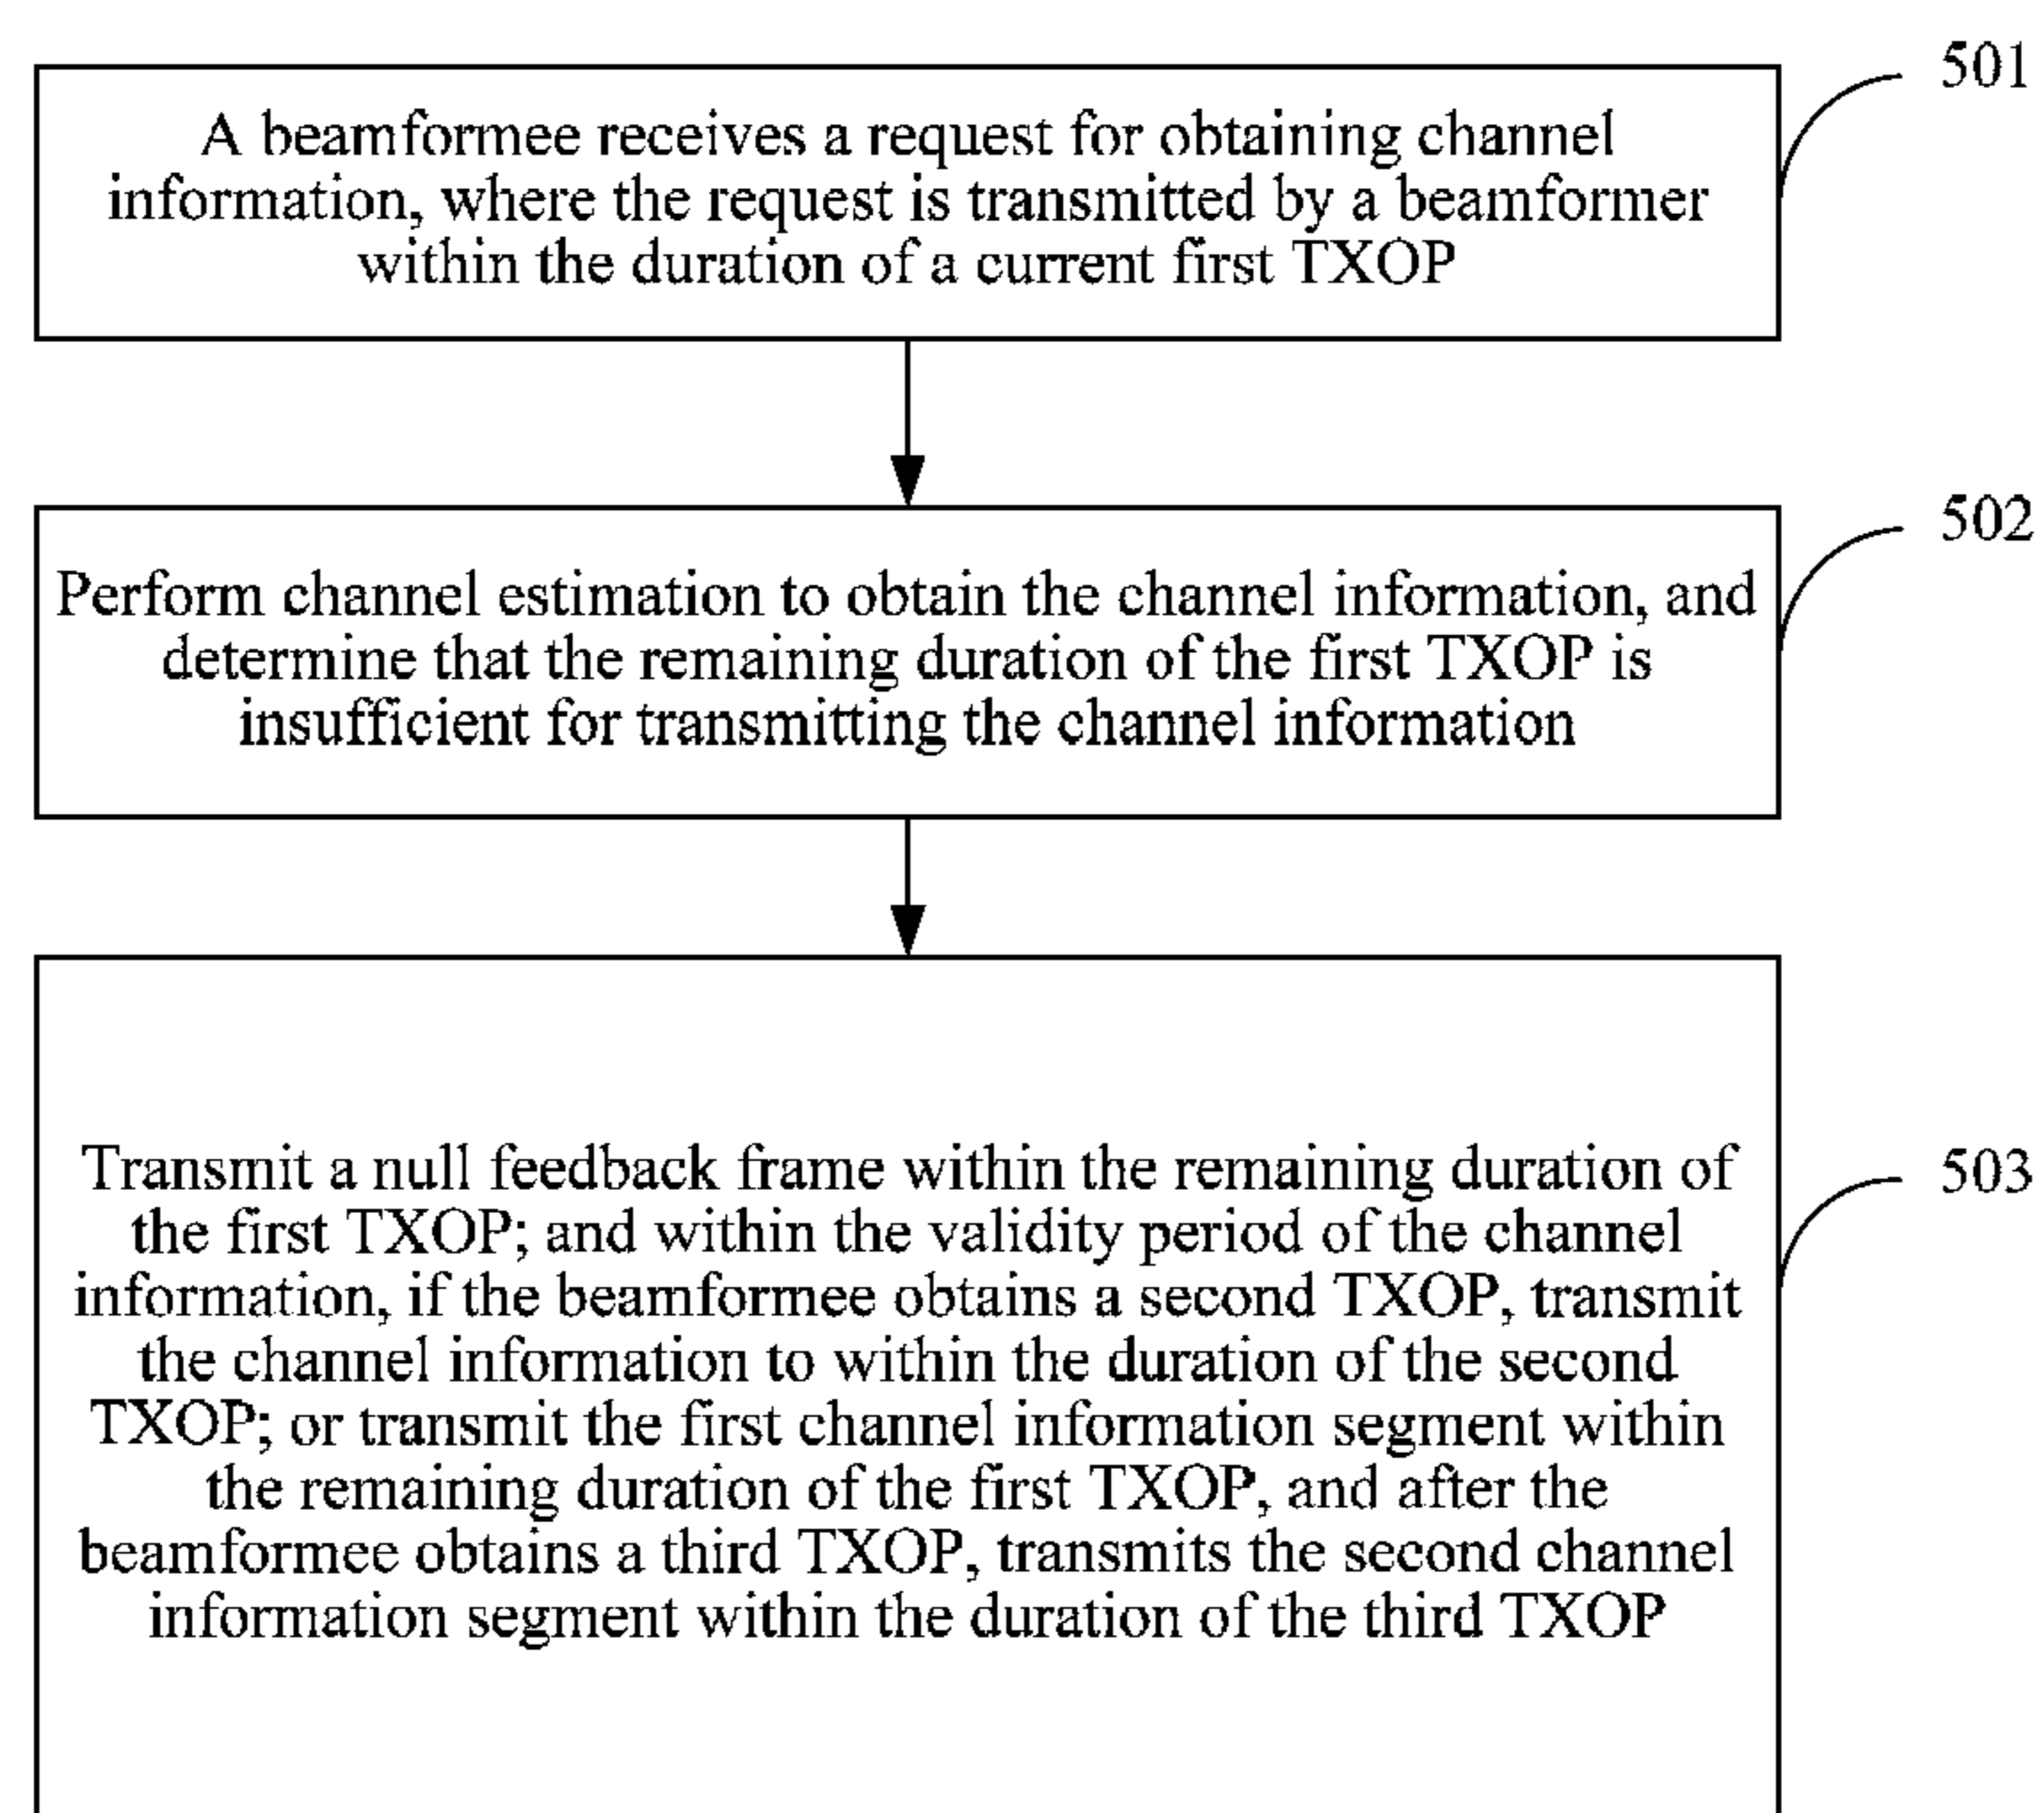 501
A beamformee receives a request for obtaining channel
information, where the request is transmitted by a beamformer
within the duration of a current first TXOP
502
Perform channel estimation to obtain the channel information, and
determine that the remaining duration of the first TXOP is
insufficient for transmitting the channel information
503
Transmit a null feedback frame within the remaining duration of
the first TXOP; and within the validity period of the channel
information, if the beamformee obtains a second TXOP, transmit
the channel information to within the duration of the second
TXOP; or transmit the first channel information segment within
the remaining duration of the first TXOP, and after the
beamformee obtains a third TXOP, transmits the second channel
information segment within the duration of the third TXOP